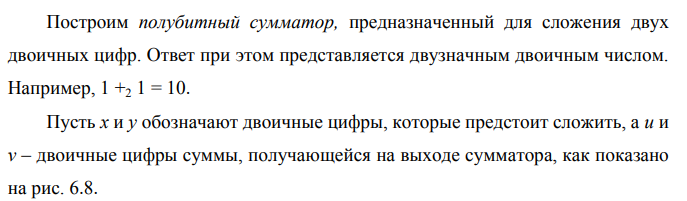 Построим полубитный сумматор, предназначенный для сложения двух
двоичных цифр. Ответ при этом представляется двузначным двоичным числом.
Например, 1 +₂ 1 = 10.
Пусть x и y обозначают двоичные цифры, которые предстоит сложить, а u и
v – двоичные цифры суммы, получающейся на выходе сумматора, как показано
на рис. 6.8.